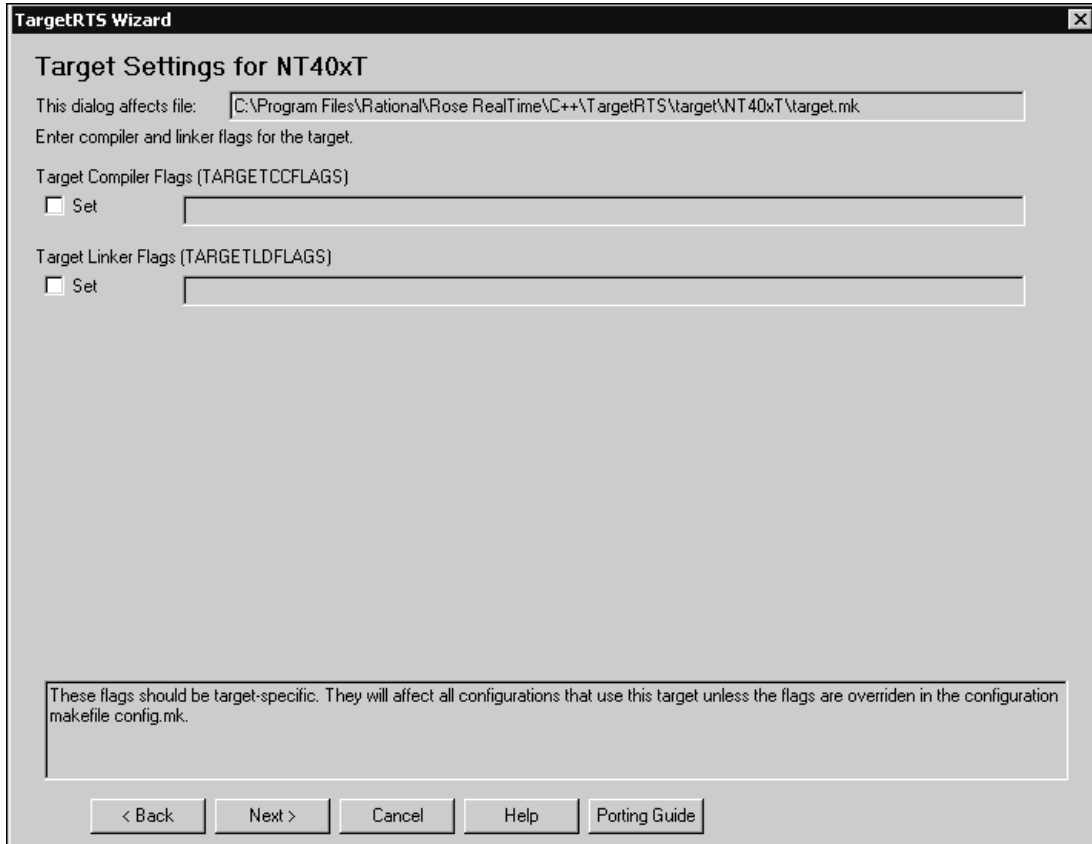 TargetRTS Wizard
Target Settings for NT40xT
This dialog affects file: C:\Program Files\Rational\Rose RealTime\C++\TargetRTS\target\NT40xT\target.mk
Enter compiler and linker flags for the target.
Target Compiler Flags (TARGETCCFLAGS)
Set
Target Linker Flags (TARGETLDFLAGS)
Set
These flags should be target-specific. They will affect all configurations that use this target unless the flags are overriden in the configuration
makefile config.mk.
< Back Next > Cancel Help Porting Guide